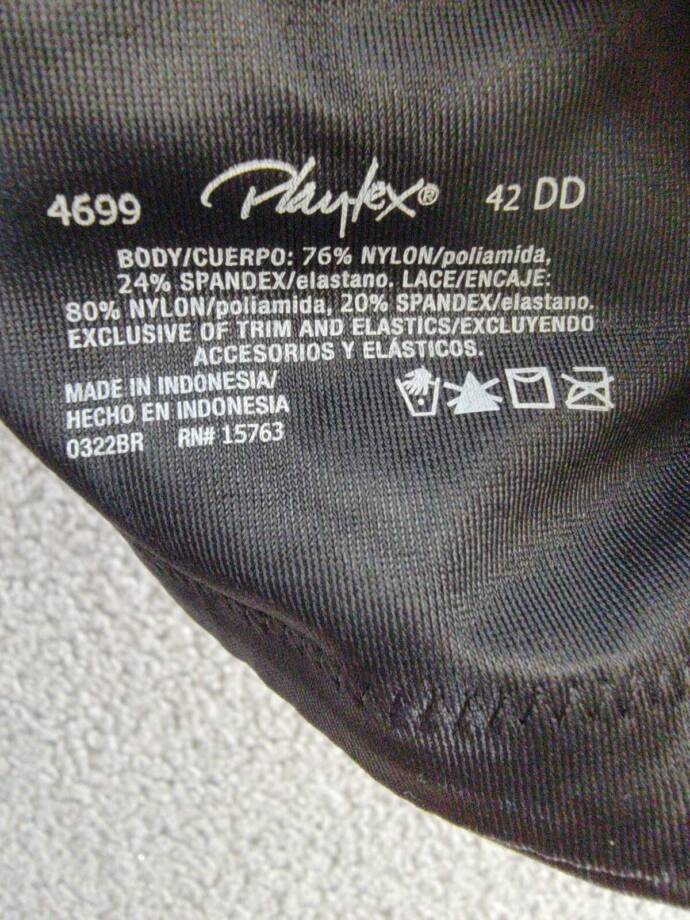 4699 Playtex® 42 DD
BODY/CUERPO: 76% NYLON/poliamida,
24% SPANDEX/elastano. LACE/ENCAJE:
80% NYLON/poliamida, 20% SPANDEX/elastano.
EXCLUSIVE OF TRIM AND ELASTICS/EXCLUYENDO
ACCESORIOS Y ELÁSTICOS.
MADE IN INDONESIA/
HECHO EN INDONESIA
0322BR RN# 15763